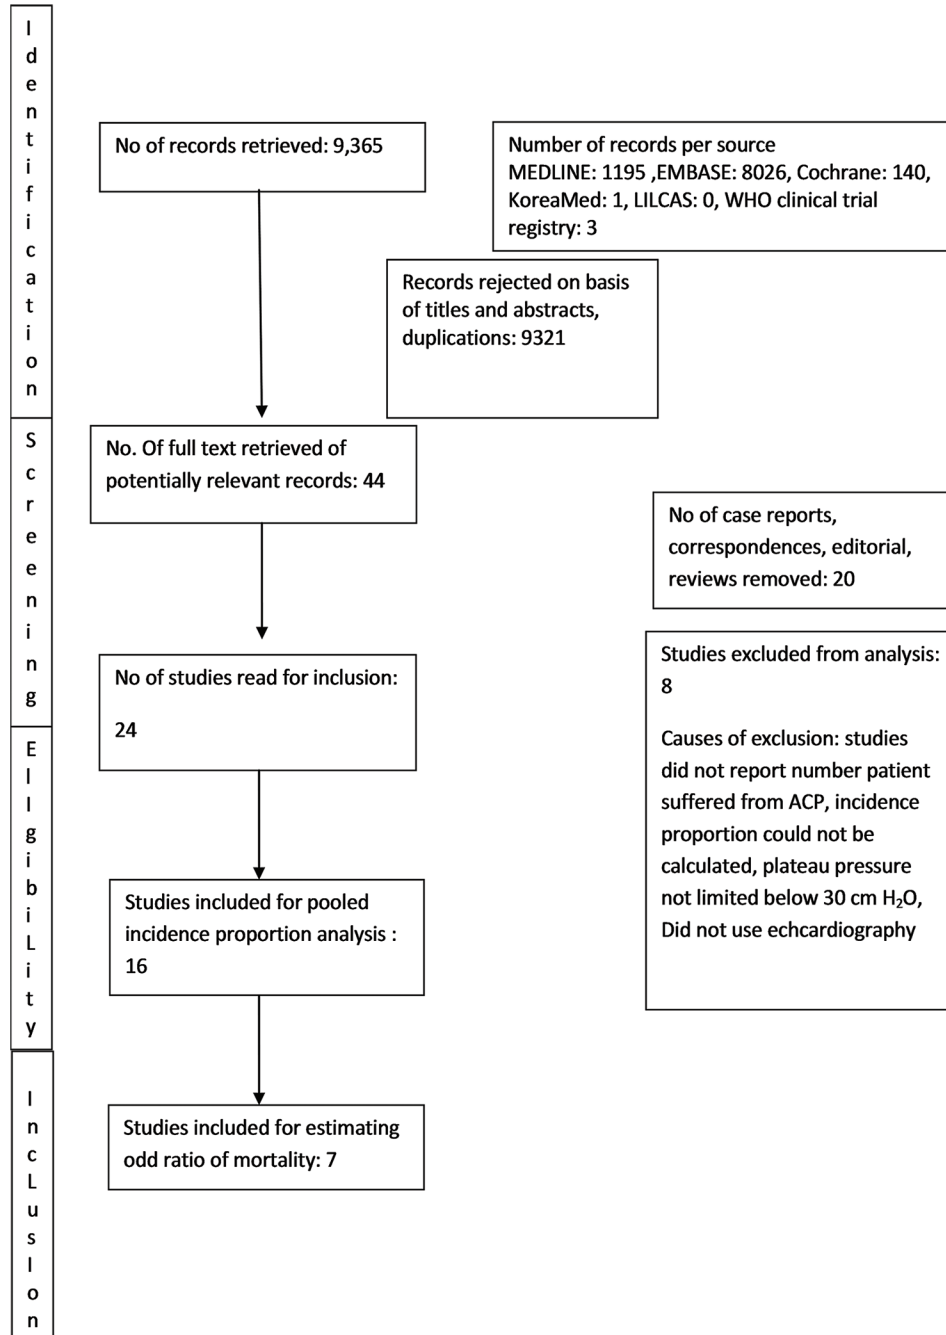 Identification
No of records retrieved: 9,365
Number of records per source
MEDLINE: 1195 ,EMBASE: 8026, Cochrane: 140,
KoreaMed: 1, LILCAS: 0, WHO clinical trial
registry: 3
Records rejected on basis
of titles and abstracts,
duplications: 9321
Screening
No. Of full text retrieved of
potentially relevant records: 44
No of case reports,
correspondences, editorial,
reviews removed: 20
No of studies read for inclusion:
24
Studies excluded from analysis:
8
Causes of exclusion: studies
did not report number patient
suffered from ACP, incidence
proportion could not be
calculated, plateau pressure
not limited below 30 cm H₂O,
Did not use echcardiography
EllgibiLity
Studies included for pooled
incidence proportion analysis :
16
IncLusIon
Studies included for estimating
odd ratio of mortality: 7